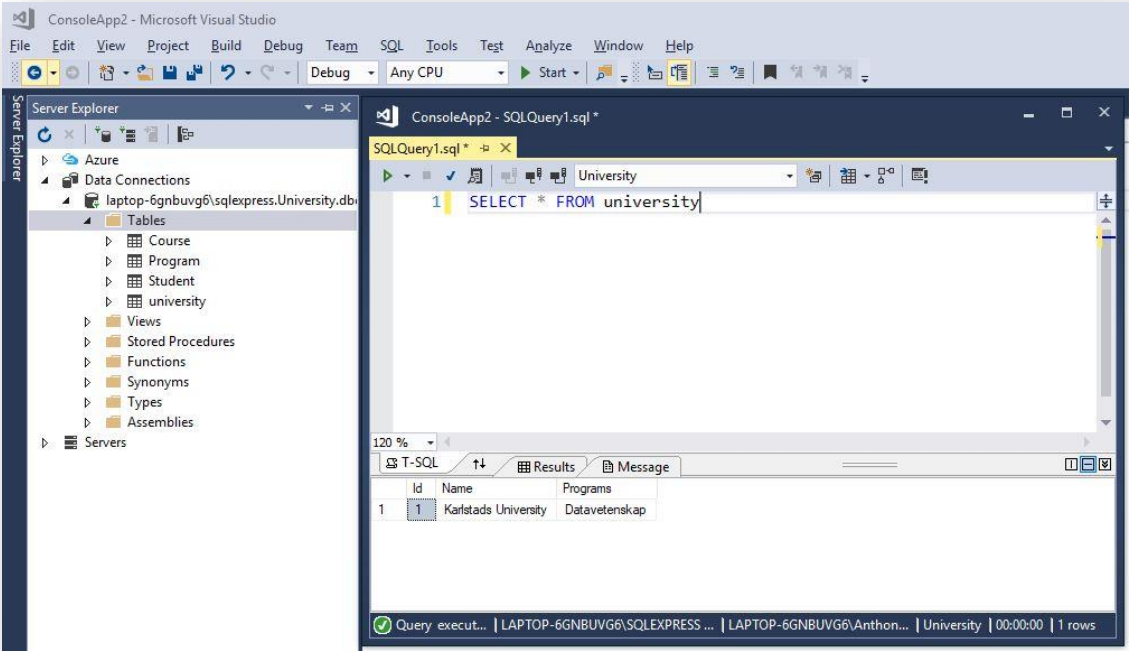 ConsoleApp2 - Microsoft Visual Studio
File Edit View Project Build Debug Team SQL Tools Test Analyze Window Help
Debug Any CPU Start
Server Explorer
Server Explorer
Azure
Data Connections
laptop-6gnbuvg6\sqlexpress.University.db
Tables
Course
Program
Student
university
Views
Stored Procedures
Functions
Synonyms
Types
Assemblies
Servers
ConsoleApp2 - SQLQuery1.sql *
SQLQuery1.sql *
University
1 SELECT * FROM university
120 %
T-SQL Results Message
Id Name Programs
1 1 Karlstads University Datavetenskap
Query execut... | LAPTOP-6GNBUVG6\SQLEXPRESS ... | LAPTOP-6GNBUVG6\Anthon... | University | 00:00:00 | 1 rows